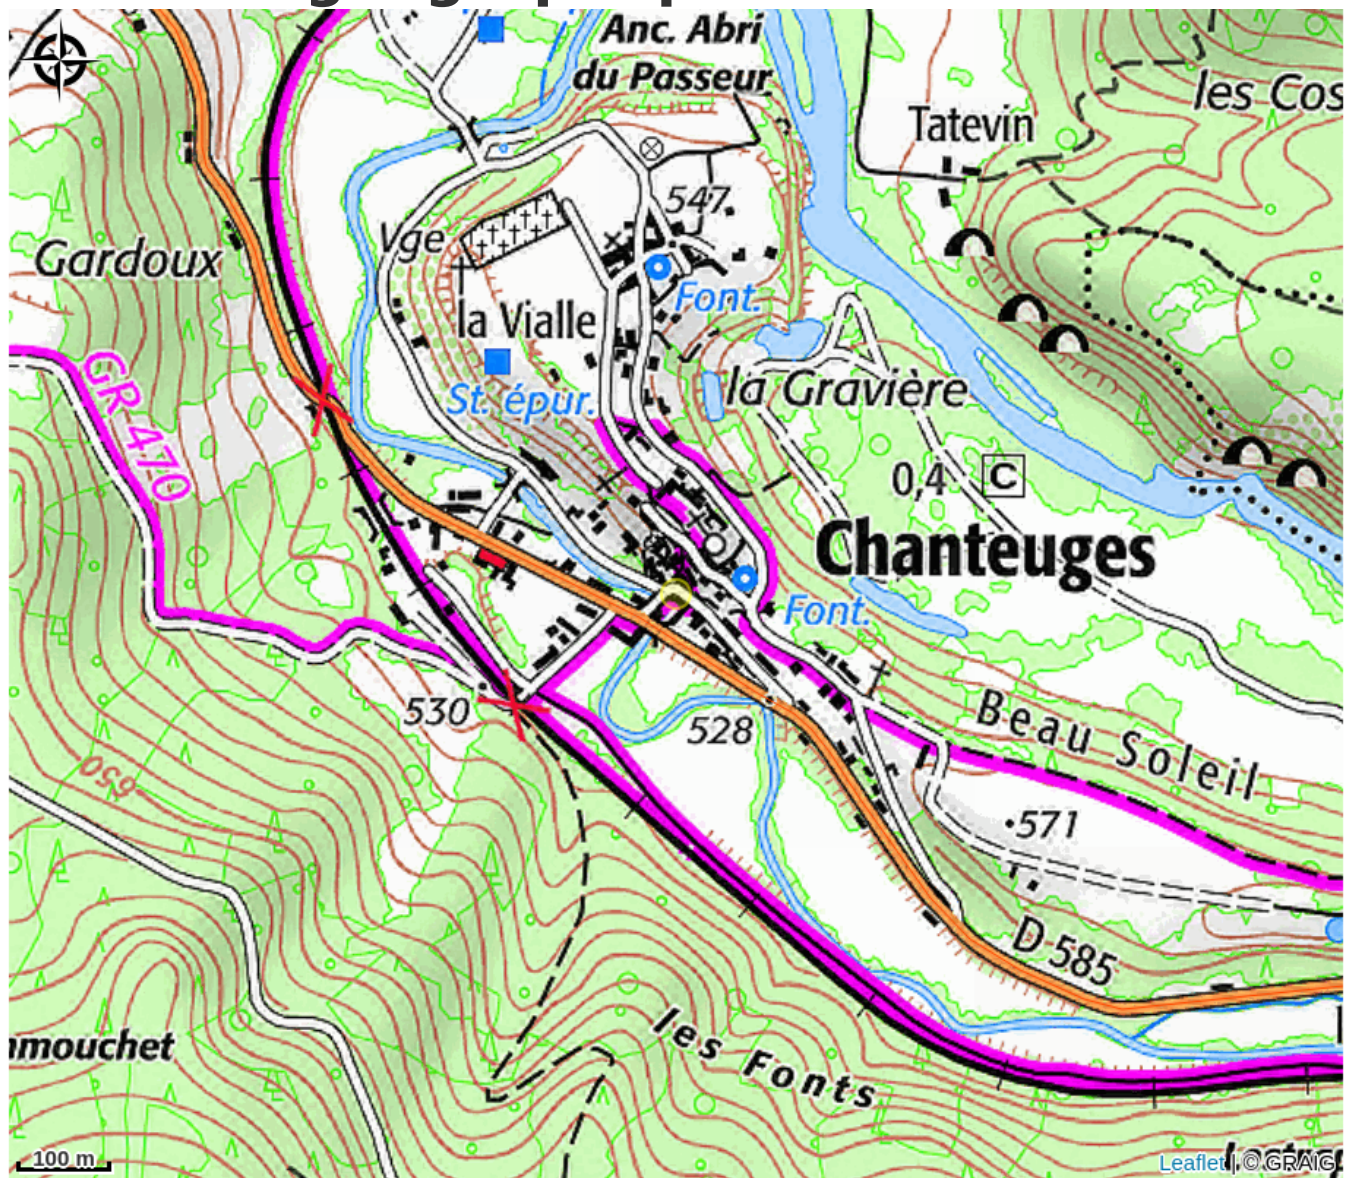 Anc. Abri
du Passeur
les Cos
Tatevin
547
Vge
Gardoux
Font.
la Vialle
GR 470
St. épur.
la Gravière
0,4
C
Chanteuges
Font.
530
528
Beau Soleil
650
571
D 585
les Fonts
mouchet
100 m
Leaflet | © GRAIG